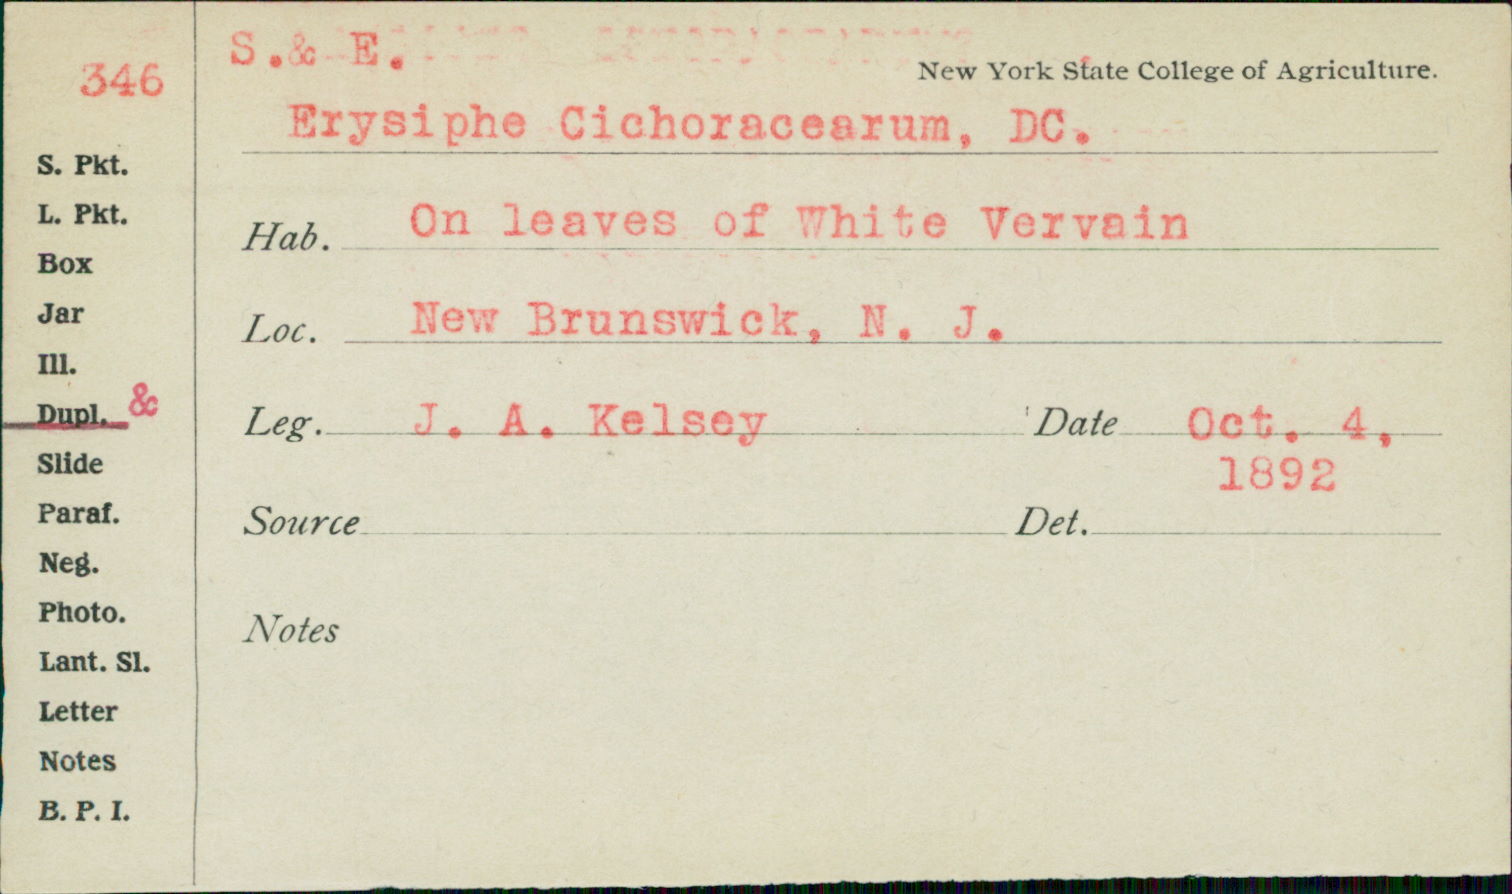 346
S.& E.
New York State College of Agriculture.
Erysiphe Cichoracearum, DC.
Hab. On leaves of White Vervain
Loc. New Brunswick, N. J.
Leg. J. A. Kelsey Date Oct. 4,
1892
Source Det.
Notes
S. Pkt.
L. Pkt.
Box
Jar
Ill.
Dupl. &
Slide
Paraf.
Neg.
Photo.
Lant. Sl.
Letter
Notes
B. P. I.